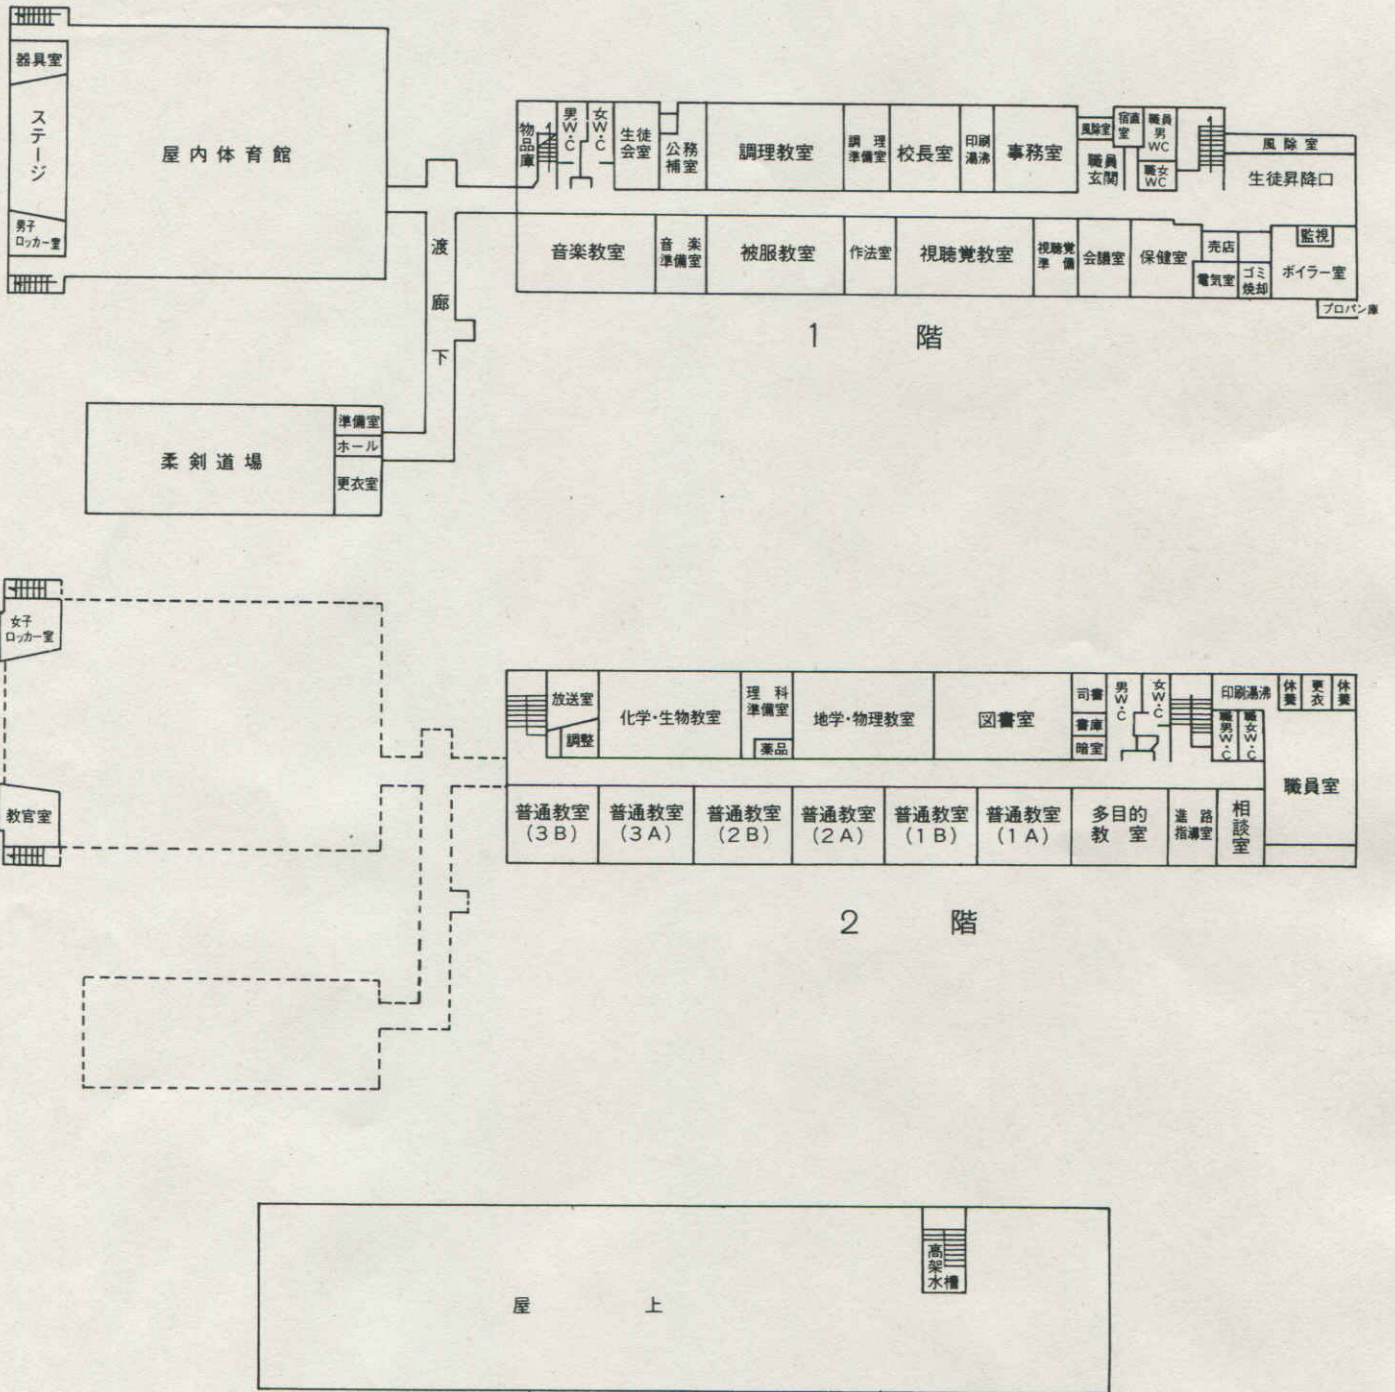 器具室
ステージ
男子
ロッカー室
屋内体育館
渡廊下
準備室
ホール
更衣室
柔剣道場
物品庫
男W・C
女W・C
生徒
会室
公務
補室
調理教室
調理
準備室
校長室
印刷
湯沸
事務室
風除室
職員
玄関
宿直
室
職員
男
WC
職女
WC
風除室
生徒昇降口
音楽教室
音楽
準備室
被服教室
作法室
視聴覚教室
視聴覚
準備
会議室
保健室
売店
電気室
ゴミ
焼却
監視
ボイラー室
プロパン庫
1階
女子
ロッカー室
教官室
放送室
調整
化学・生物教室
理科
準備室
薬品
地学・物理教室
図書室
司書
書庫
暗室
男W・C
女W・C
印刷湯沸
職男W・C
職女W・C
休養
更衣
休養
職員室
普通教室
(3B)
普通教室
(3A)
普通教室
(2B)
普通教室
(2A)
普通教室
(1B)
普通教室
(1A)
多目的
教室
進路
指導室
相談室
2階
高架
水槽
屋上